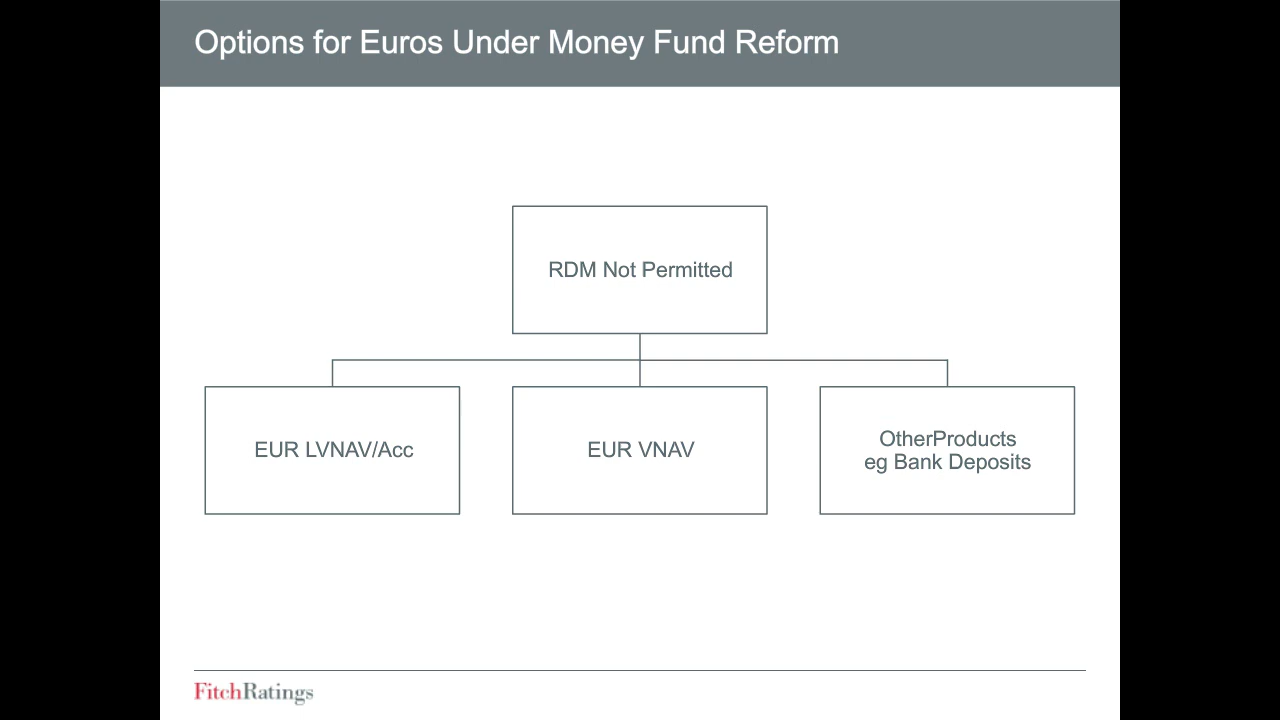 Options for Euros Under Money Fund Reform
RDM Not Permitted
EUR LVNAV/Acc
EUR VNAV
OtherProducts
eg Bank Deposits
FitchRatings